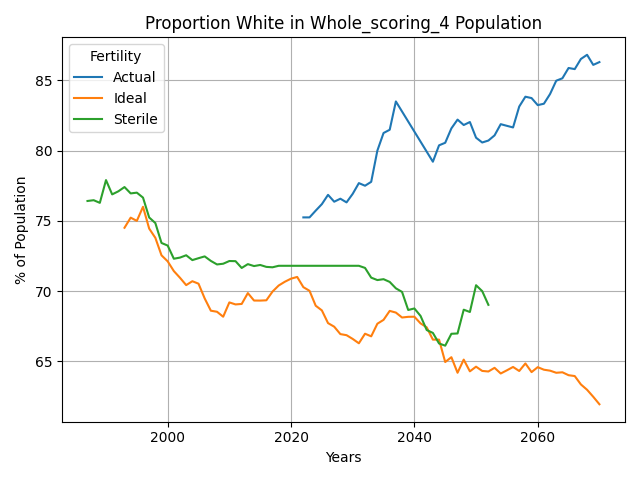 Proportion White in Whole_scoring_4 Population
Fertility
Actual
Ideal
Sterile
% of Population
85
80
75
70
65
2000
2020
2040
2060
Years